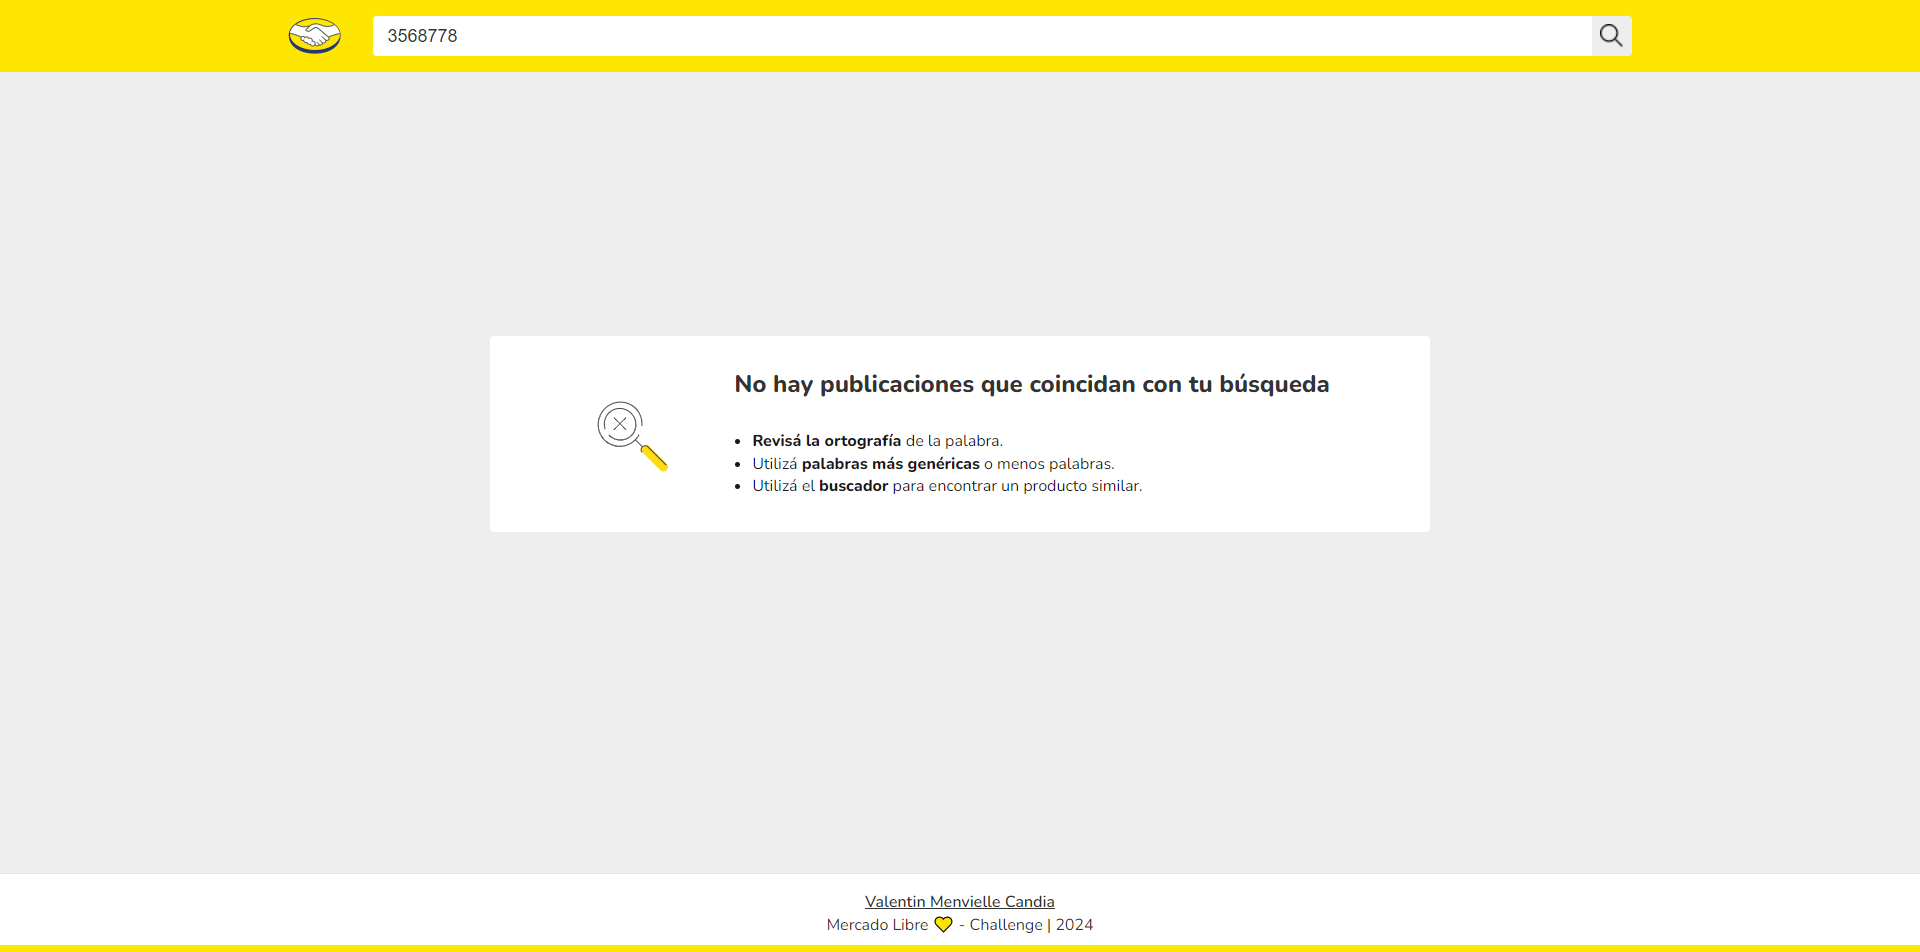 3568778
No hay publicaciones que coincidan con tu búsqueda
Revisá la ortografía de la palabra.
Utilizá palabras más genéricas o menos palabras.
Utilizá el buscador para encontrar un producto similar.
Valentin Menvielle Candia
Mercado Libre 💛 - Challenge | 2024